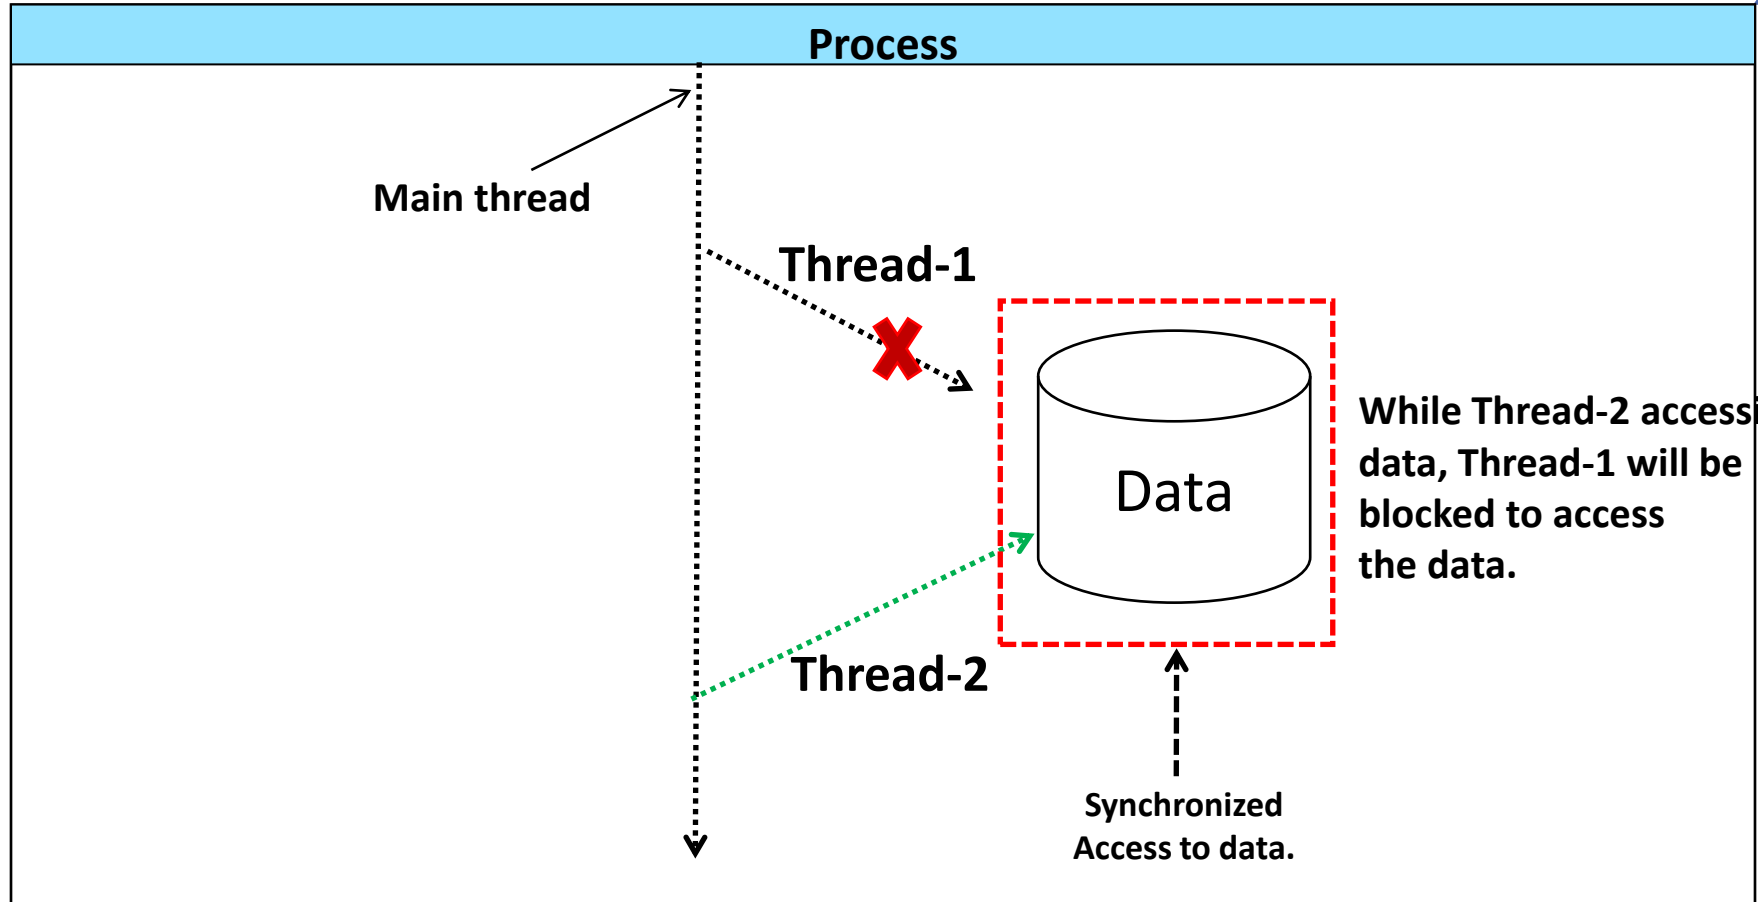 Process
Main thread
Thread-1
Data
While Thread-2 accessi
data, Thread-1 will be
blocked to access
the data.
Thread-2
Synchronized
Access to data.